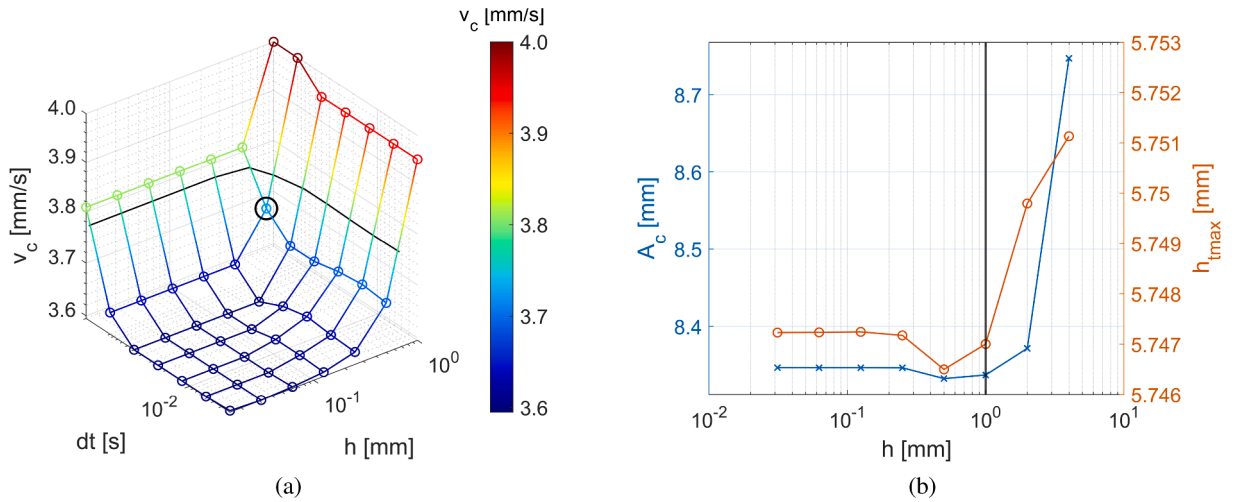 v_c [mm/s]
4.0
3.9
3.8
3.7
3.6
v_c [mm/s]
4.0
3.9
3.8
3.7
3.6
10^-2
dt [s]
10^-1
10^0
h [mm]
(a)
8.7
8.6
8.5
8.4
A_c [mm]
5.753
5.752
5.751
5.75
5.749
5.748
5.747
5.746
h_tmax [mm]
10^-2 10^-1 10^0 10^1
h [mm]
(b)